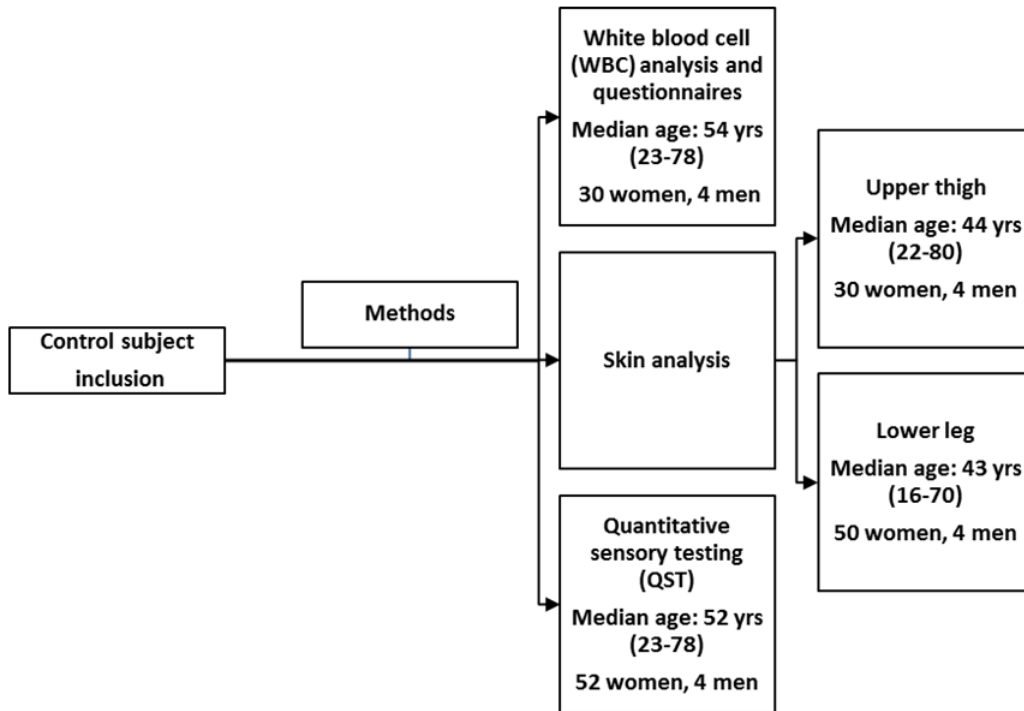 Control subject
inclusion
Methods
White blood cell
(WBC) analysis and
questionnaires
Median age: 54 yrs
(23-78)
30 women, 4 men
Skin analysis
Quantitative
sensory testing
(QST)
Median age: 52 yrs
(23-78)
52 women, 4 men
Upper thigh
Median age: 44 yrs
(22-80)
30 women, 4 men
Lower leg
Median age: 43 yrs
(16-70)
50 women, 4 men